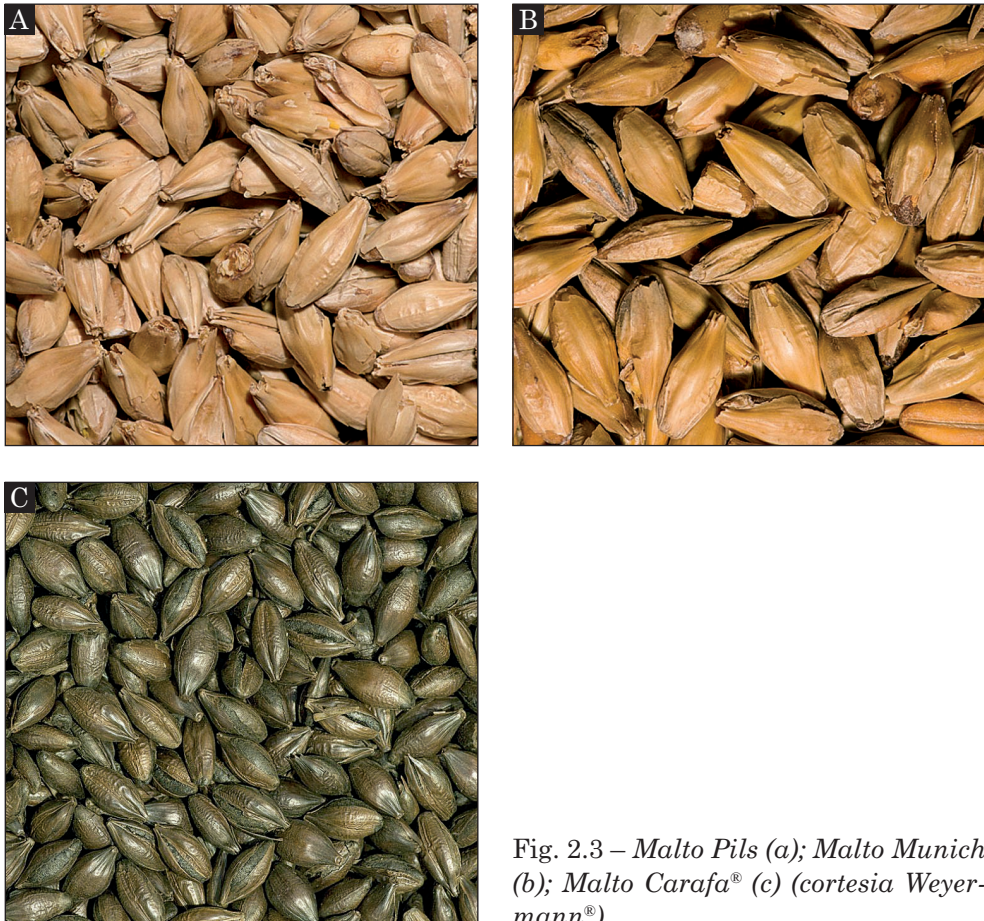 A
B
C
Fig. 2.3 – Malto Pils (a); Malto Munich
(b); Malto Carafa® (c) (cortesia Weyer-
mann®)